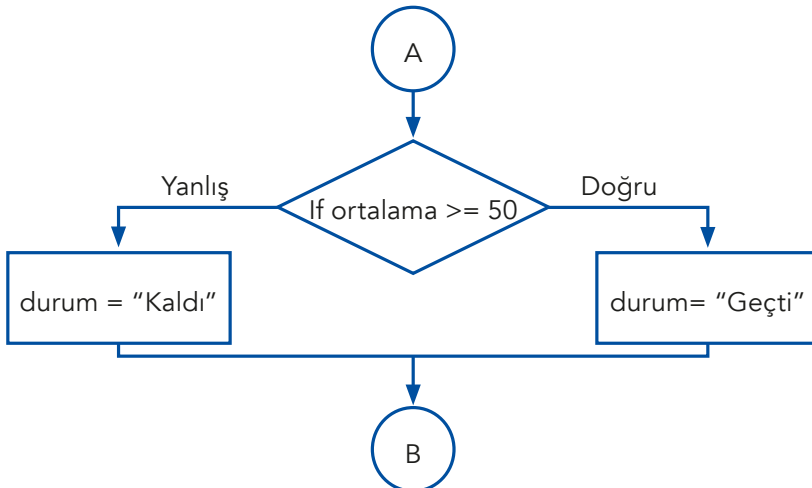 A
Yanlış
Doğru
If ortalama >= 50
durum = “Kaldı”
durum= “Geçti”
B